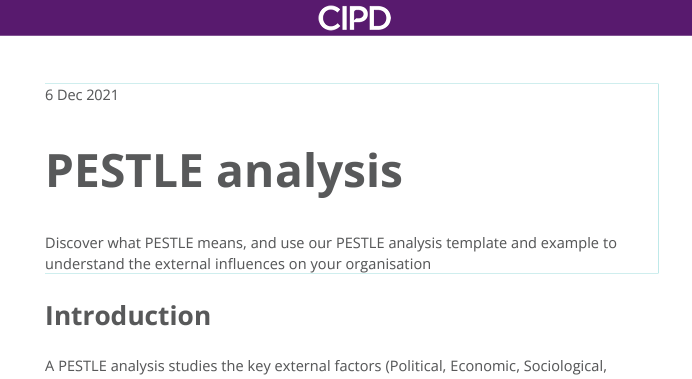 CIPD
6 Dec 2021
PESTLE analysis
Discover what PESTLE means, and use our PESTLE analysis template and example to
understand the external influences on your organisation
Introduction
A PESTLE analysis studies the key external factors (Political, Economic, Sociological,